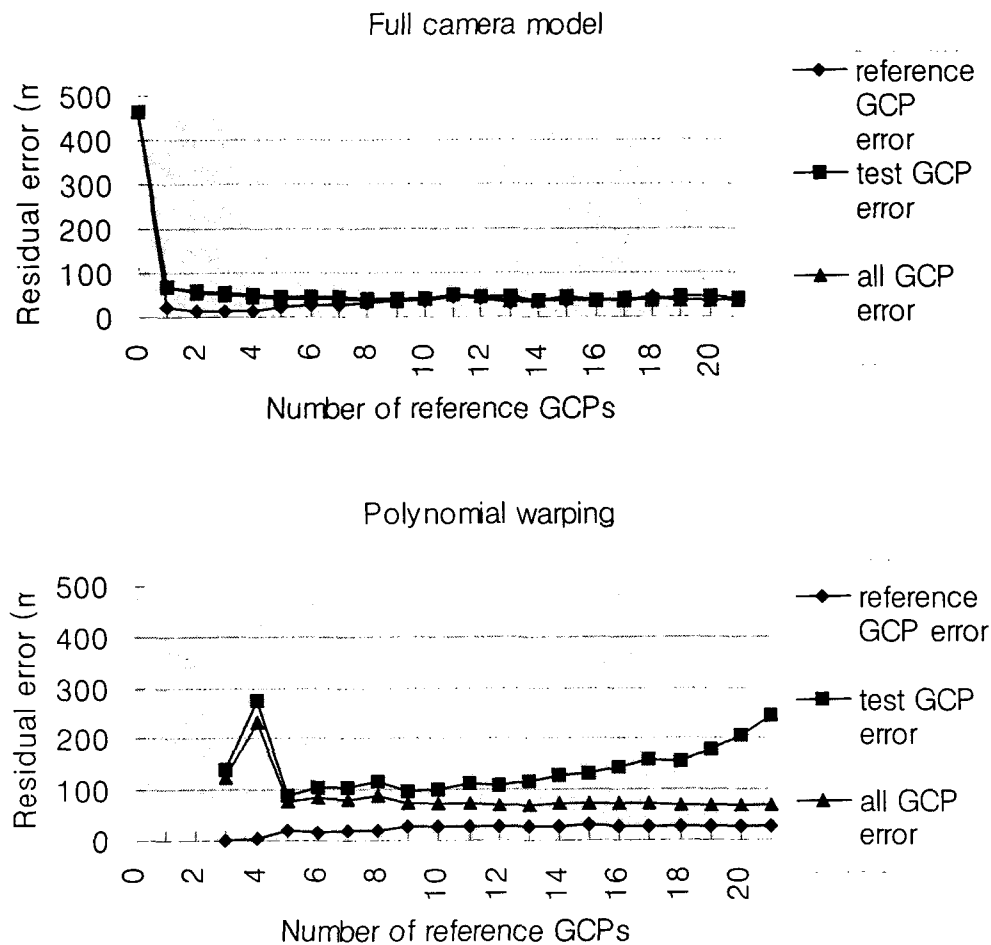 Full camera model
Residual error (m
500
400
300
200
100
0
0
2
4
6
8
10
12
14
16
18
20
Number of reference GCPs
reference
GCP
error
test GCP
error
all GCP
error
Polynomial warping
Residual error (m
500
400
300
200
100
0
0
2
4
6
8
10
12
14
16
18
20
Number of reference GCPs
reference
GCP error
test GCP
error
all GCP
error